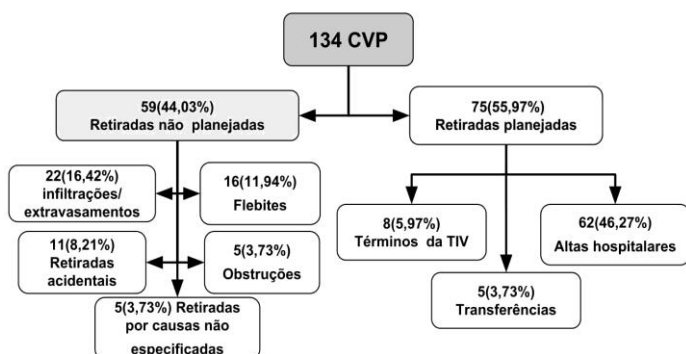 134 CVP
59(44,03%)
Retiradas não planejadas
75(55,97%)
Retiradas planejadas
22(16,42%)
infiltrações/
extravasamentos
16(11,94%)
Flebites
11(8,21%)
Retiradas
acidentais
5(3,73%)
Obstruções
5(3,73%) Retiradas
por causas não
especificadas
8(5,97%)
Términos da TIV
62(46,27%)
Altas hospitalares
5(3,73%)
Transferências